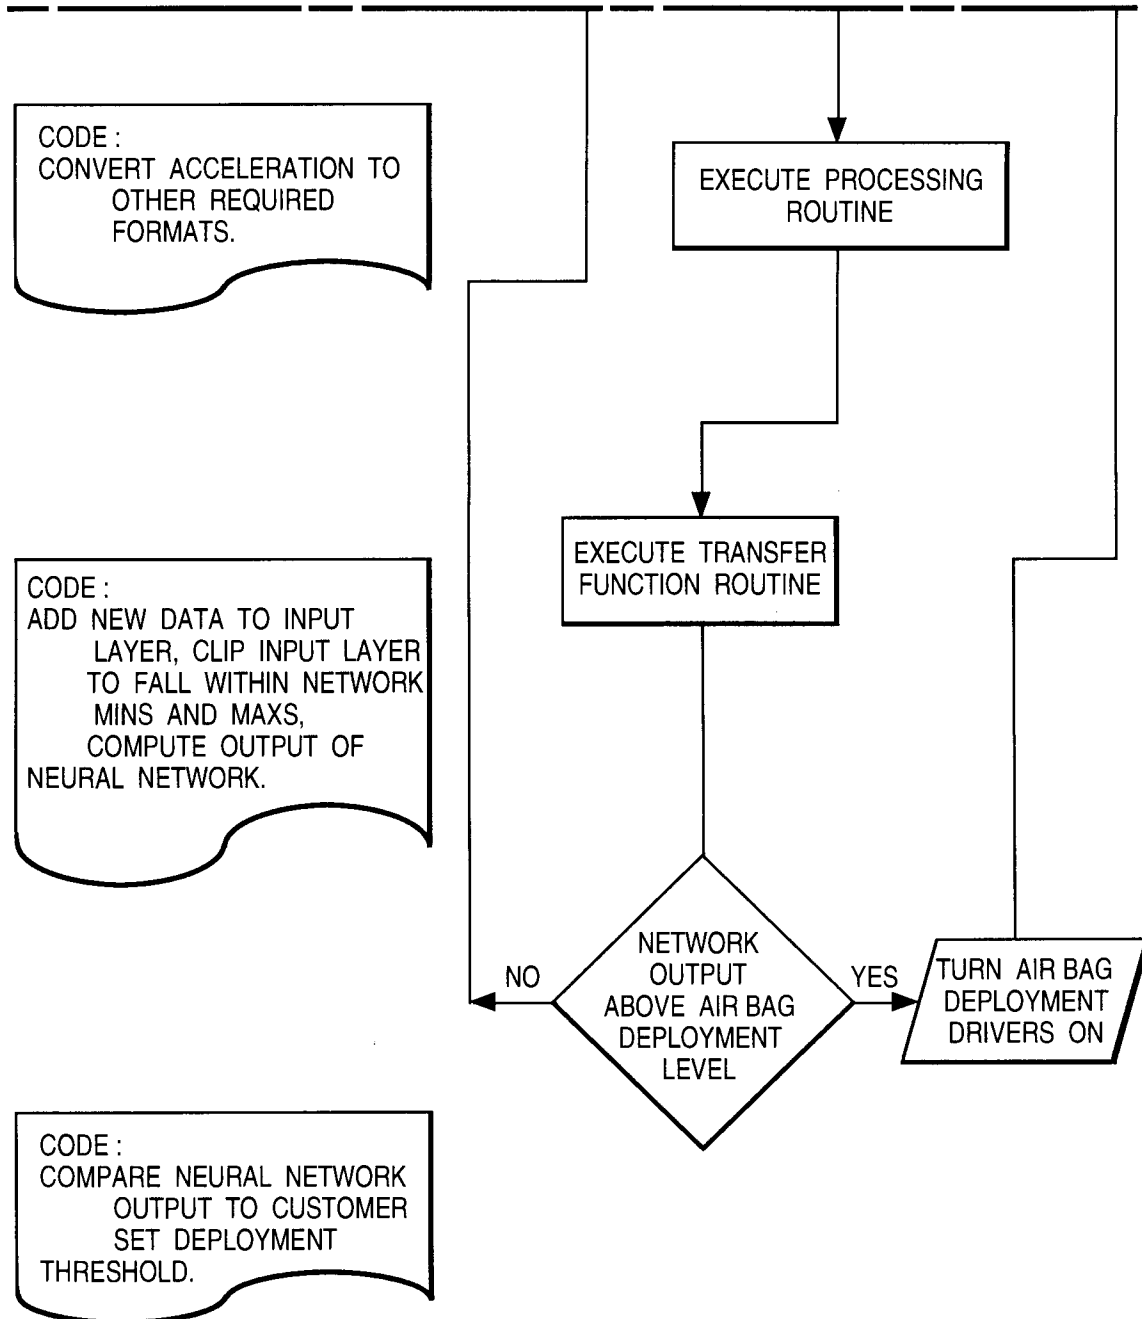 CODE :
CONVERT ACCELERATION TO
OTHER REQUIRED
FORMATS.
EXECUTE PROCESSING
ROUTINE
EXECUTE TRANSFER
FUNCTION ROUTINE
CODE :
ADD NEW DATA TO INPUT
LAYER, CLIP INPUT LAYER
TO FALL WITHIN NETWORK
MINS AND MAXS,
COMPUTE OUTPUT OF
NEURAL NETWORK.
NO
NETWORK
OUTPUT
ABOVE AIR BAG
DEPLOYMENT
LEVEL
YES
TURN AIR BAG
DEPLOYMENT
DRIVERS ON
CODE :
COMPARE NEURAL NETWORK
OUTPUT TO CUSTOMER
SET DEPLOYMENT
THRESHOLD.